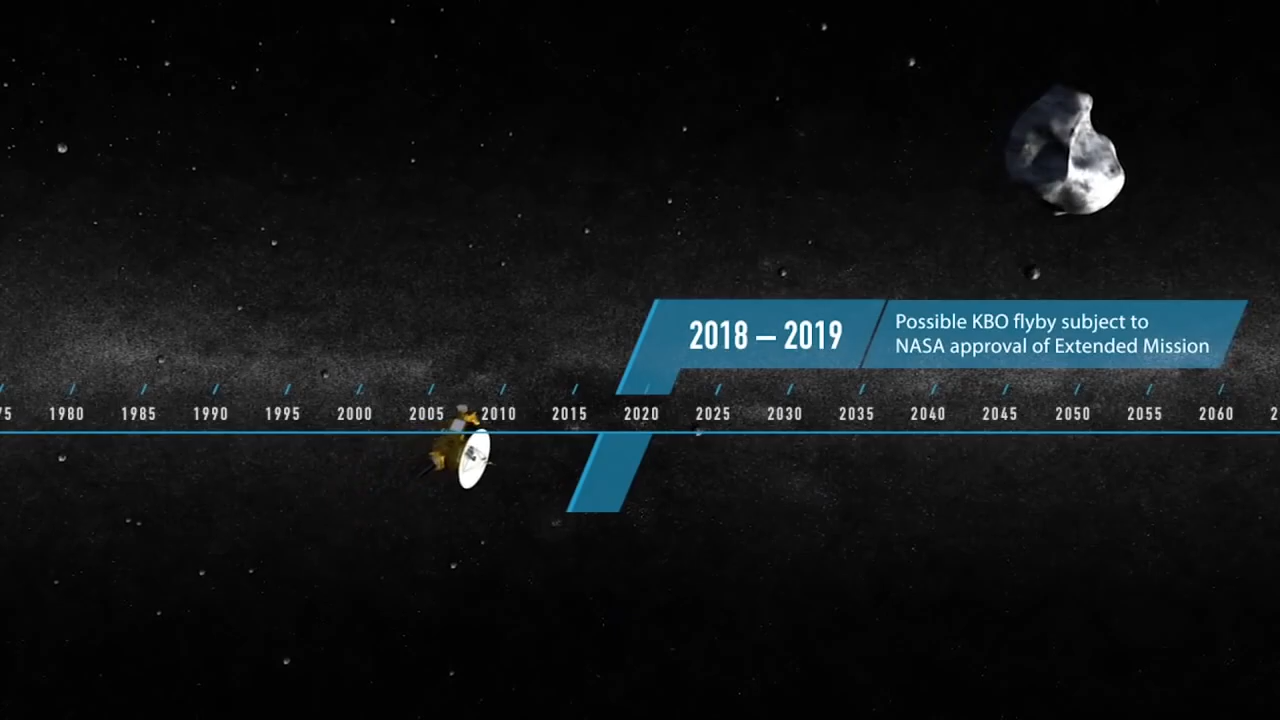 2018 – 2019
Possible KBO flyby subject to
NASA approval of Extended Mission
1980 1985 1990 1995 2000 2005 2010 2015 2020 2025 2030 2035 2040 2045 2050 2055 2060